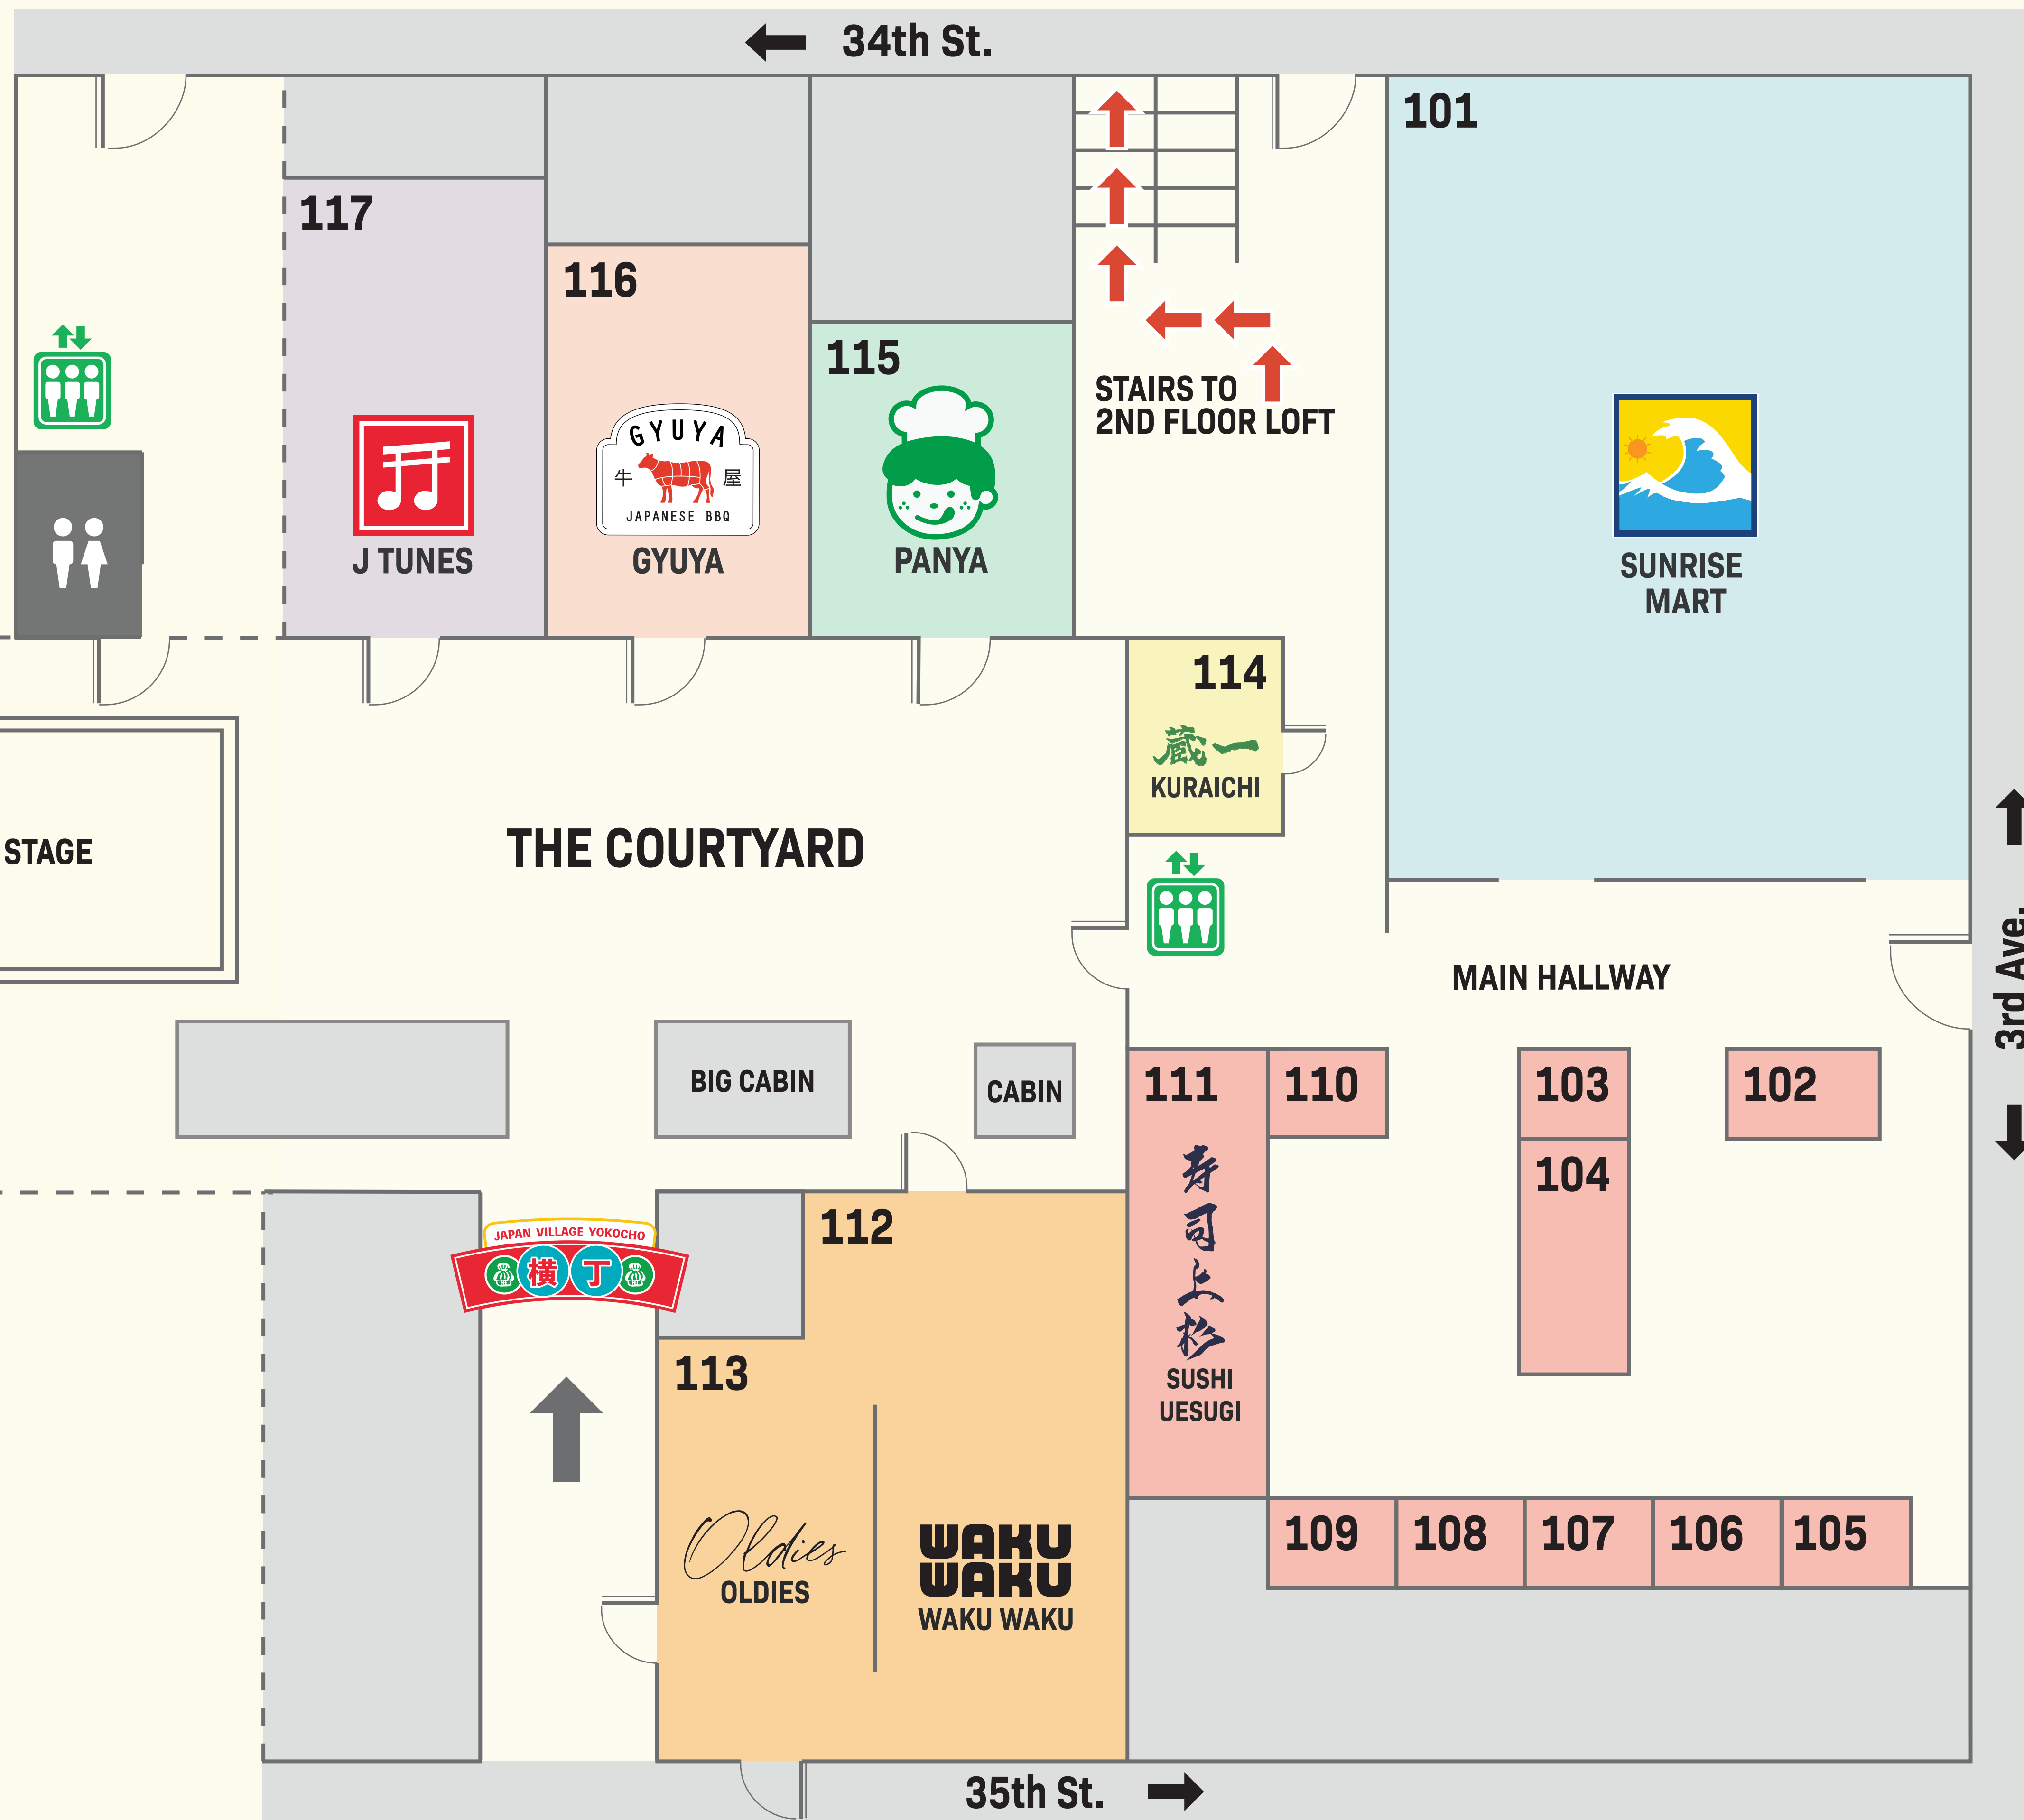 34th St.
101
117
116
115
GYUYA
牛
屋
JAPANESE BBQ
J TUNES
GYUYA
PANYA
STAIRS TO
2ND FLOOR LOFT
SUNRISE
MART
114
蔵一
KURAICHI
STAGE
THE COURTYARD
MAIN HALLWAY
3rd Ave.
BIG CABIN
CABIN
111
110
103
102
104
寿
司
上
杉
SUSHI
UESUGI
JAPAN VILLAGE YOKOCHO
横丁
112
113
Oldies
OLDIES
WAKU
WAKU
WAKU WAKU
109
108
107
106
105
35th St.